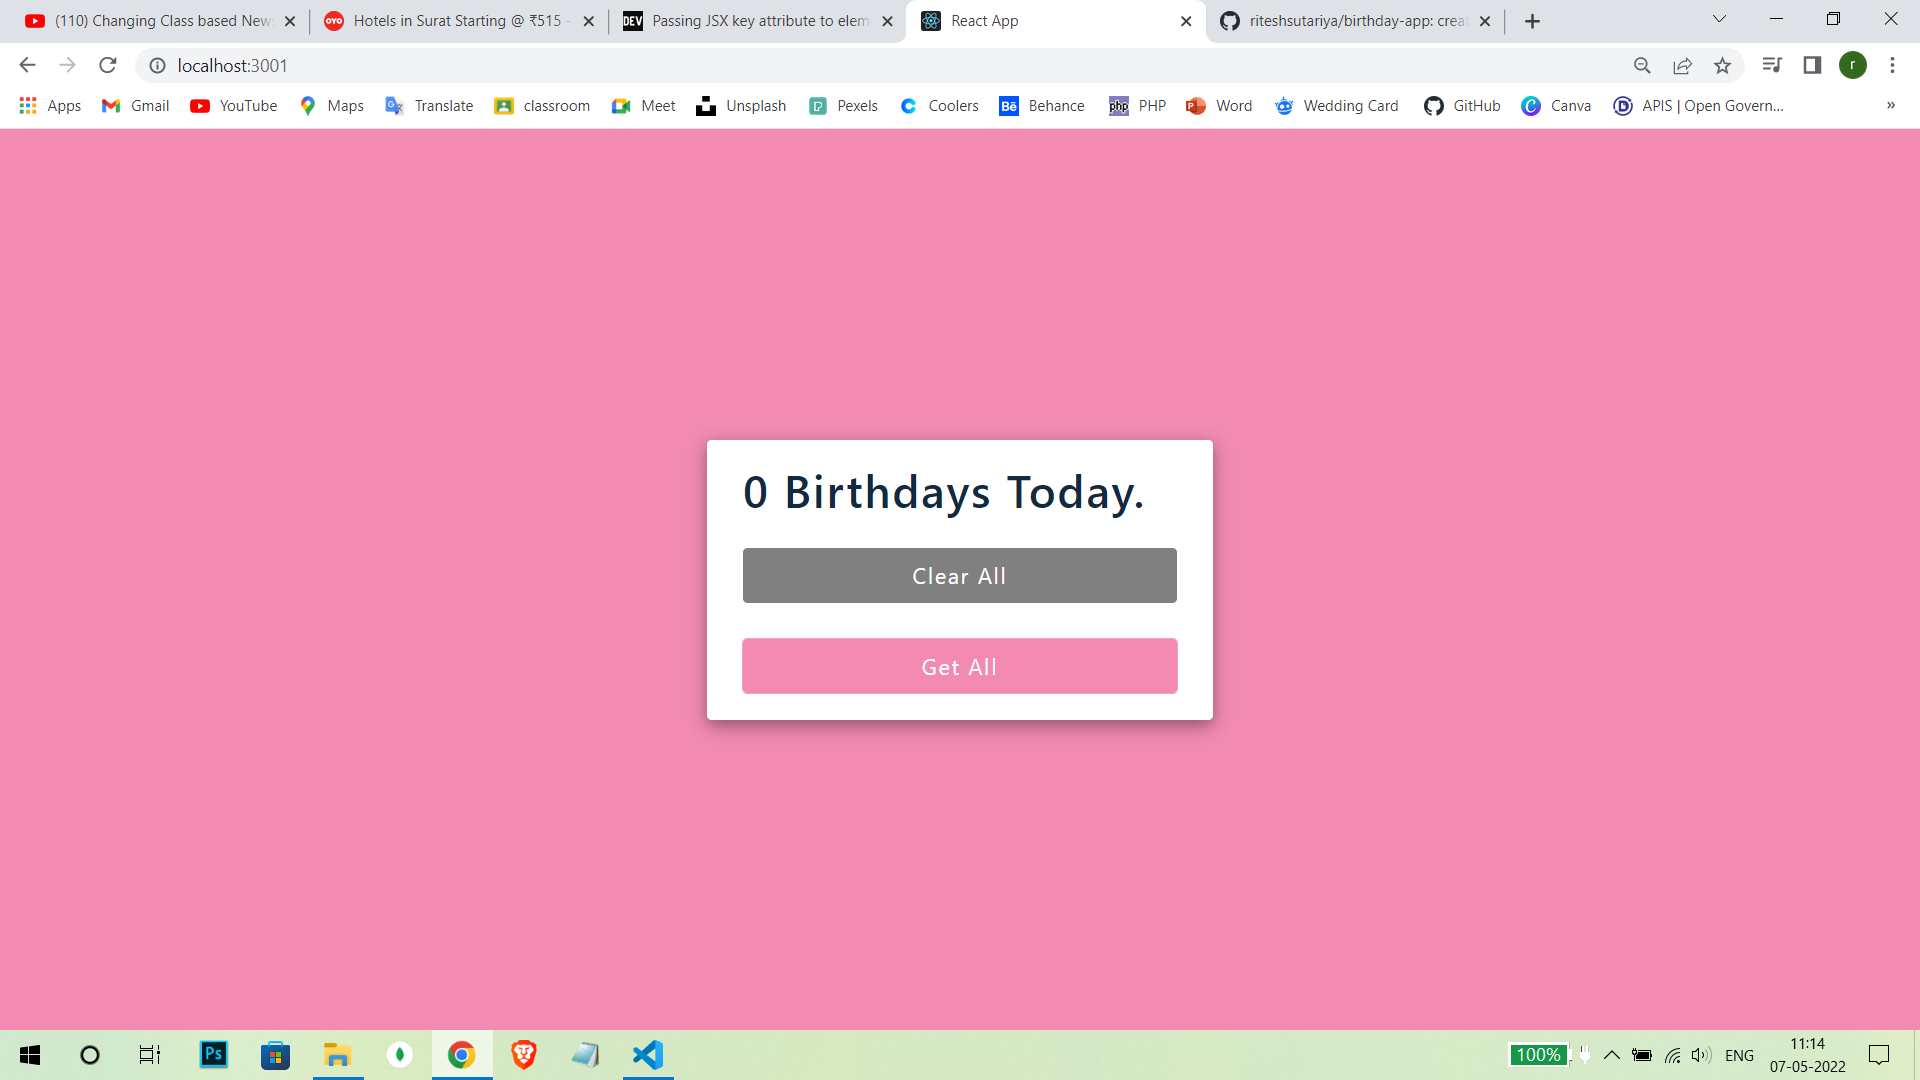 (110) Changing Class based New
Hotels in Surat Starting @ ₹515 -
DEV Passing JSX key attribute to elem
React App
riteshsutariya/birthday-app: creat
localhost:3001
r
Apps Gmail YouTube Maps Translate classroom Meet Unsplash Pexels Coolers Behance PHP Word Wedding Card GitHub Canva APIS | Open Govern... »
0 Birthdays Today.
Clear All
Get All
Ps
100% ENG
11:14
07-05-2022